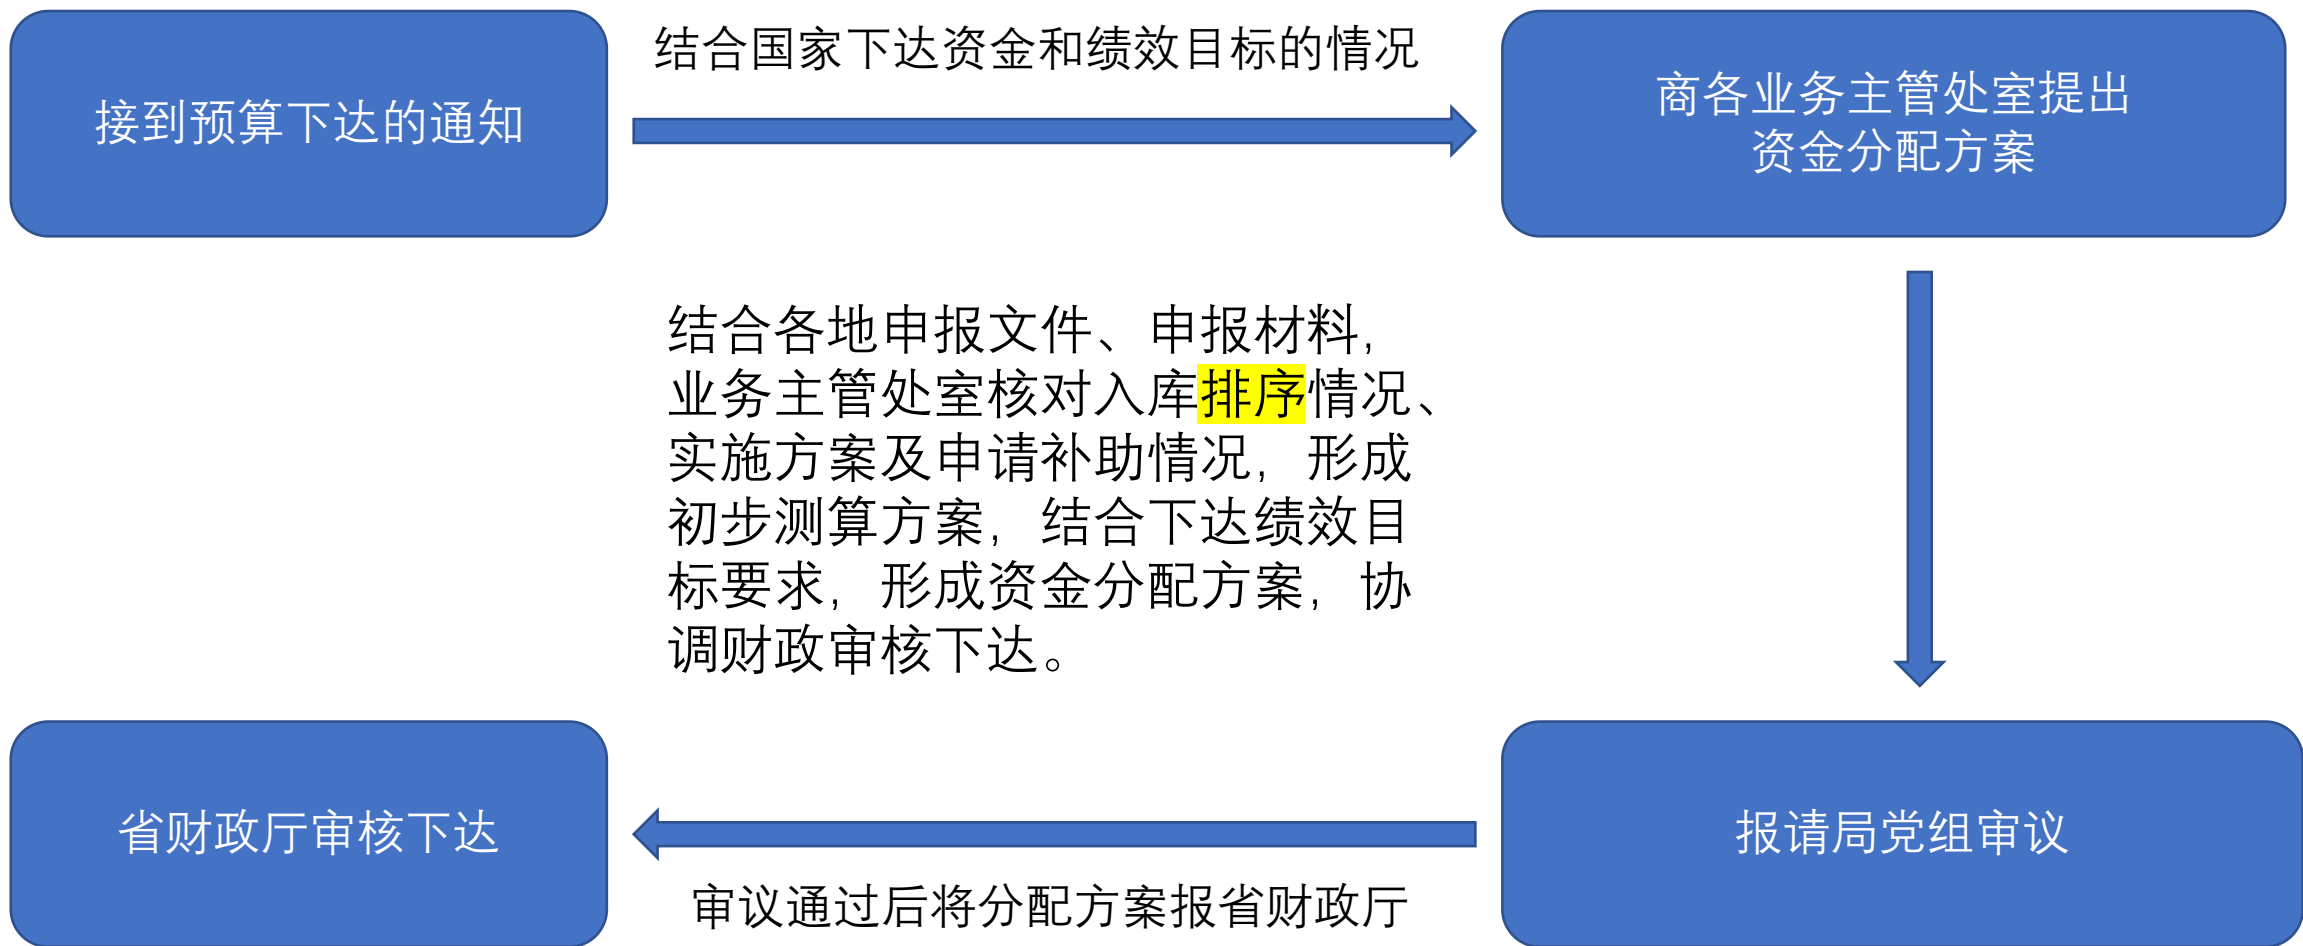 接到预算下达的通知
结合国家下达资金和绩效目标的情况
商各业务主管处室提出
资金分配方案
结合各地申报文件、申报材料，
业务主管处室核对入库排序情况、
实施方案及申请补助情况，形成
初步测算方案，结合下达绩效目
标要求，形成资金分配方案，协
调财政审核下达。
报请局党组审议
审议通过后将分配方案报省财政厅
省财政厅审核下达